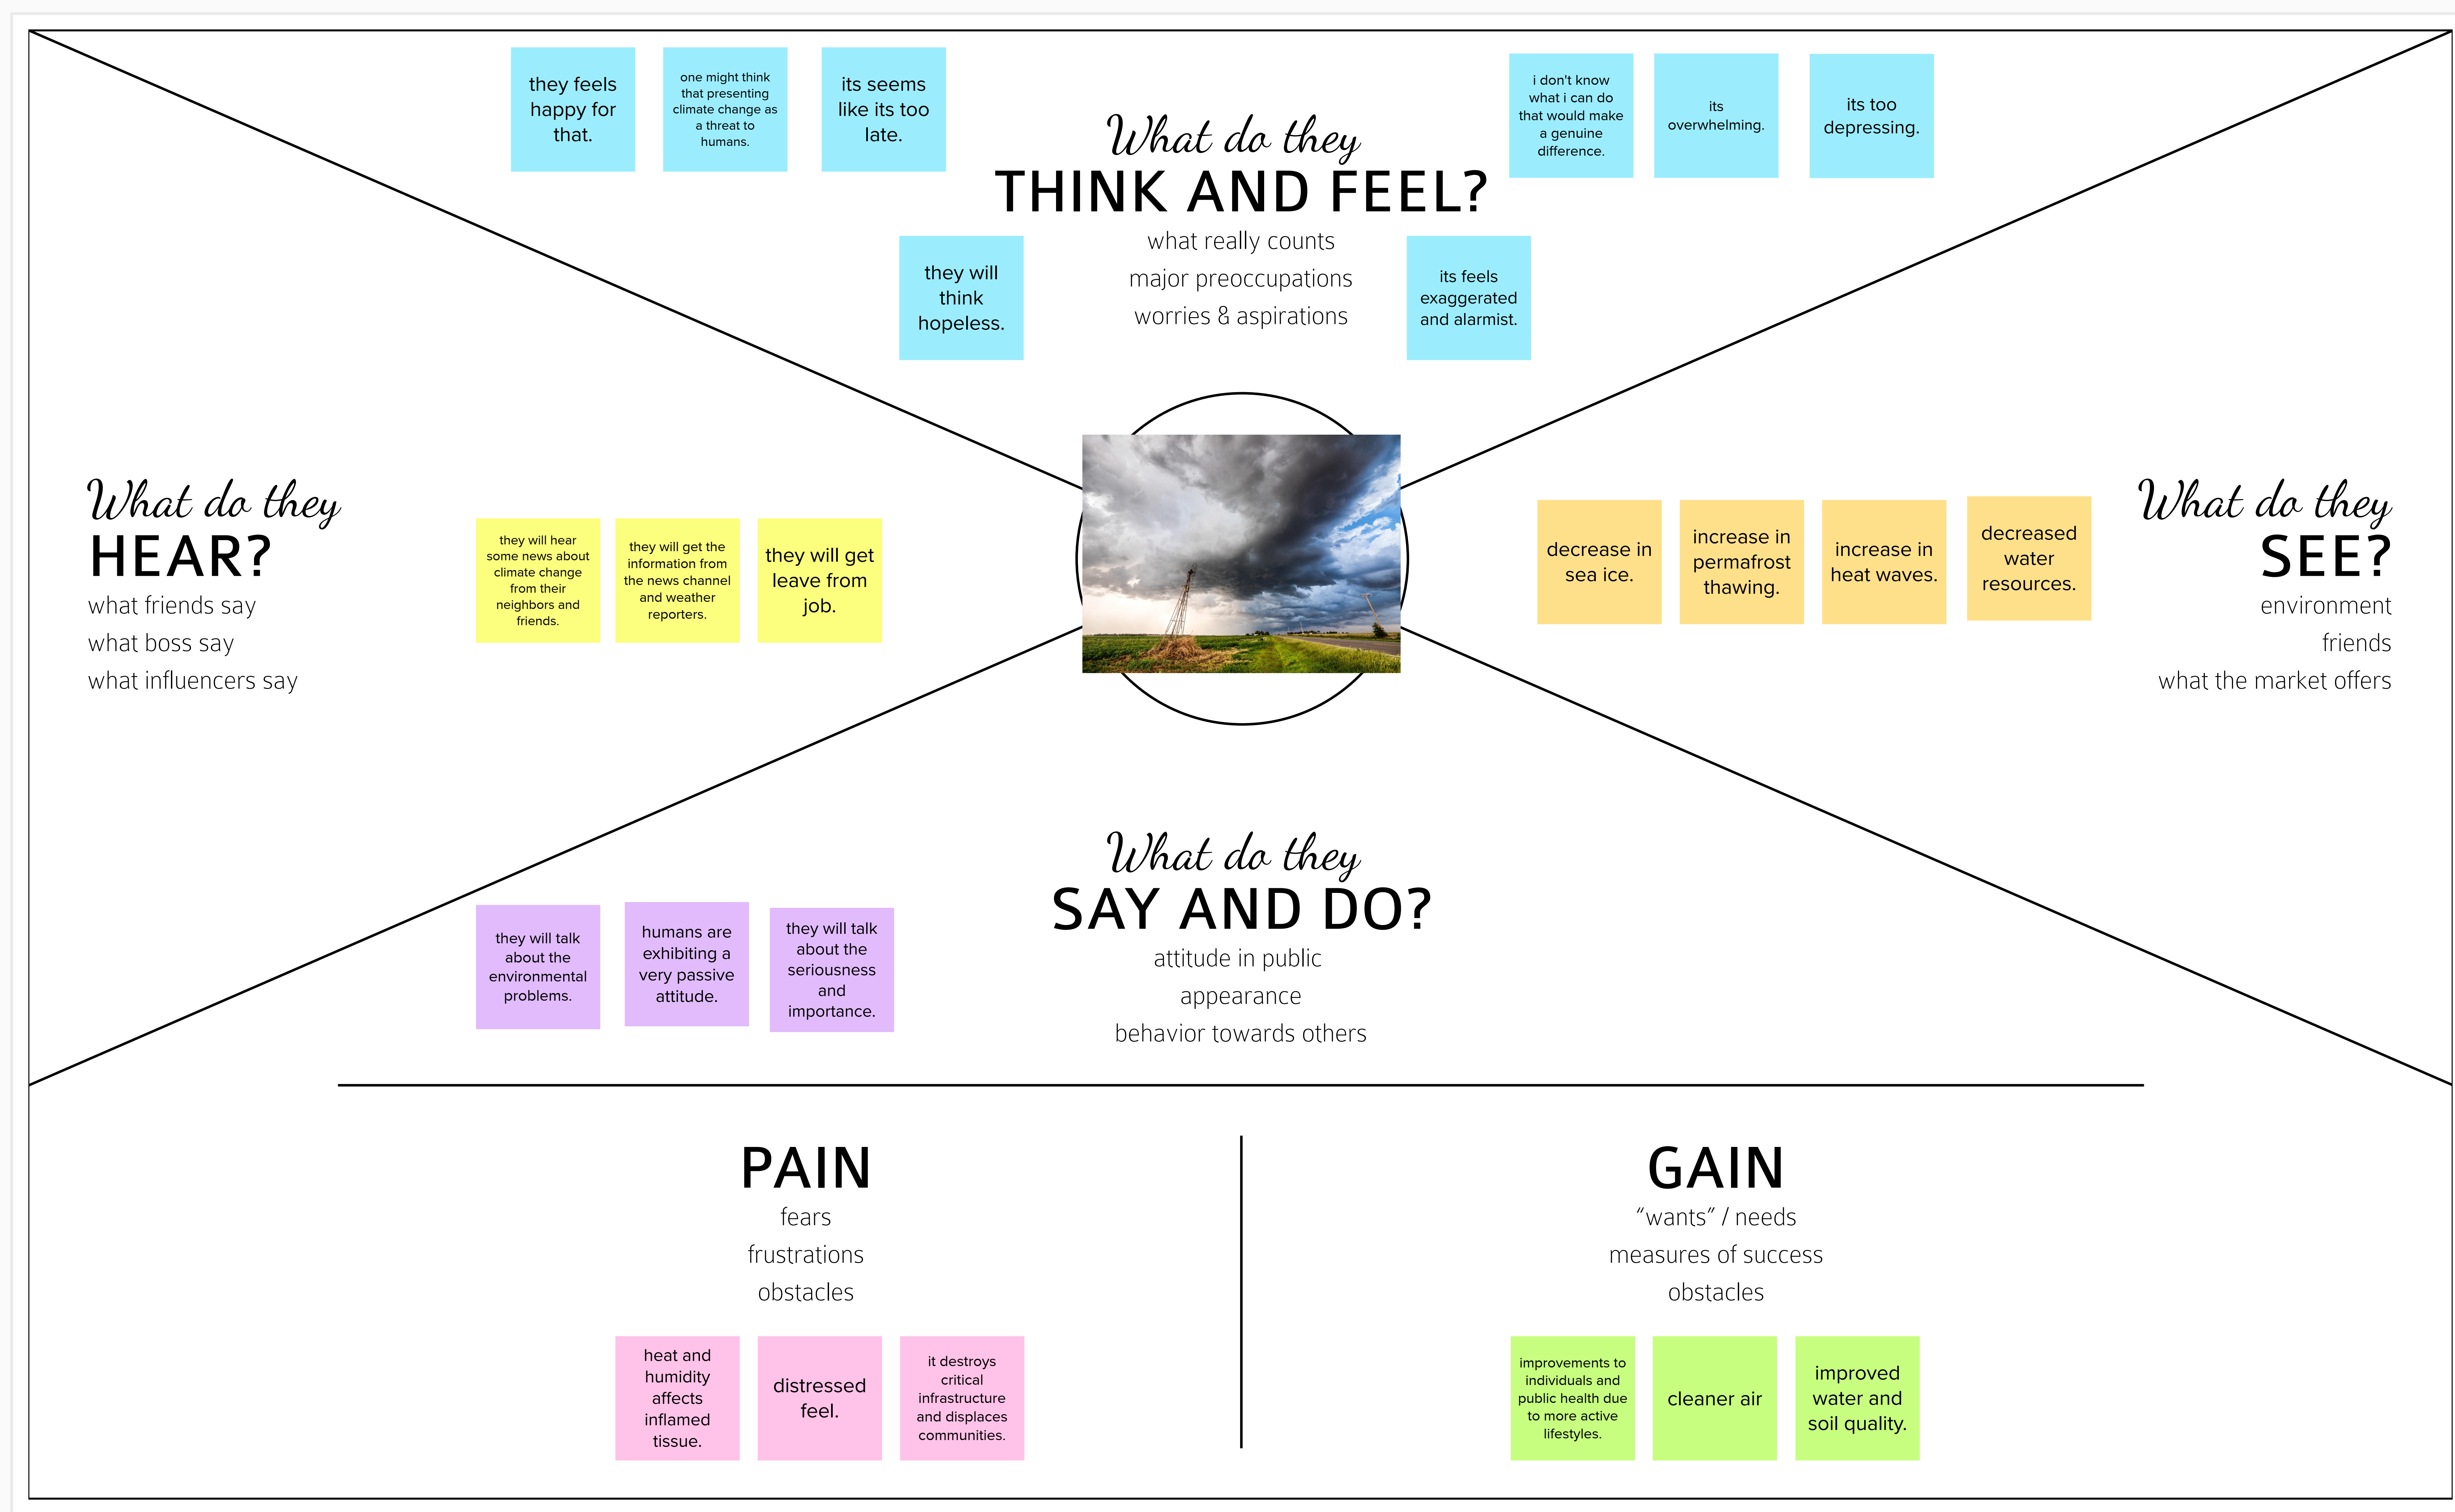 they feels
happy for
that.
one might think
that presenting
climate change as
a threat to
humans.
its seems
like its too
late.
What do they
THINK AND FEEL?
what really counts
major preoccupations
worries & aspirations
i don't know
what i can do
that would make
a genuine
difference.
its
overwhelming.
its too
depressing.
they will
think
hopeless.
its feels
exaggerated
and alarmist.
What do they
HEAR?
what friends say
what boss say
what influencers say
they will hear
some news about
climate change
from their
neighbors and
friends.
they will get the
information from
the news channel
and weather
reporters.
they will get
leave from
job.
decrease in
sea ice.
increase in
permafrost
thawing.
increase in
heat waves.
decreased
water
resources.
What do they
SEE?
environment
friends
what the market offers
What do they
SAY AND DO?
attitude in public
appearance
behavior towards others
they will talk
about the
environmental
problems.
humans are
exhibiting a
very passive
attitude.
they will talk
about the
seriousness
and
importance.
PAIN
fears
frustrations
obstacles
heat and
humidity
affects
inflamed
tissue.
distressed
feel.
it destroys
critical
infrastructure
and displaces
communities.
GAIN
“wants” / needs
measures of success
obstacles
improvements to
individuals and
public health due
to more active
lifestyles.
cleaner air
improved
water and
soil quality.